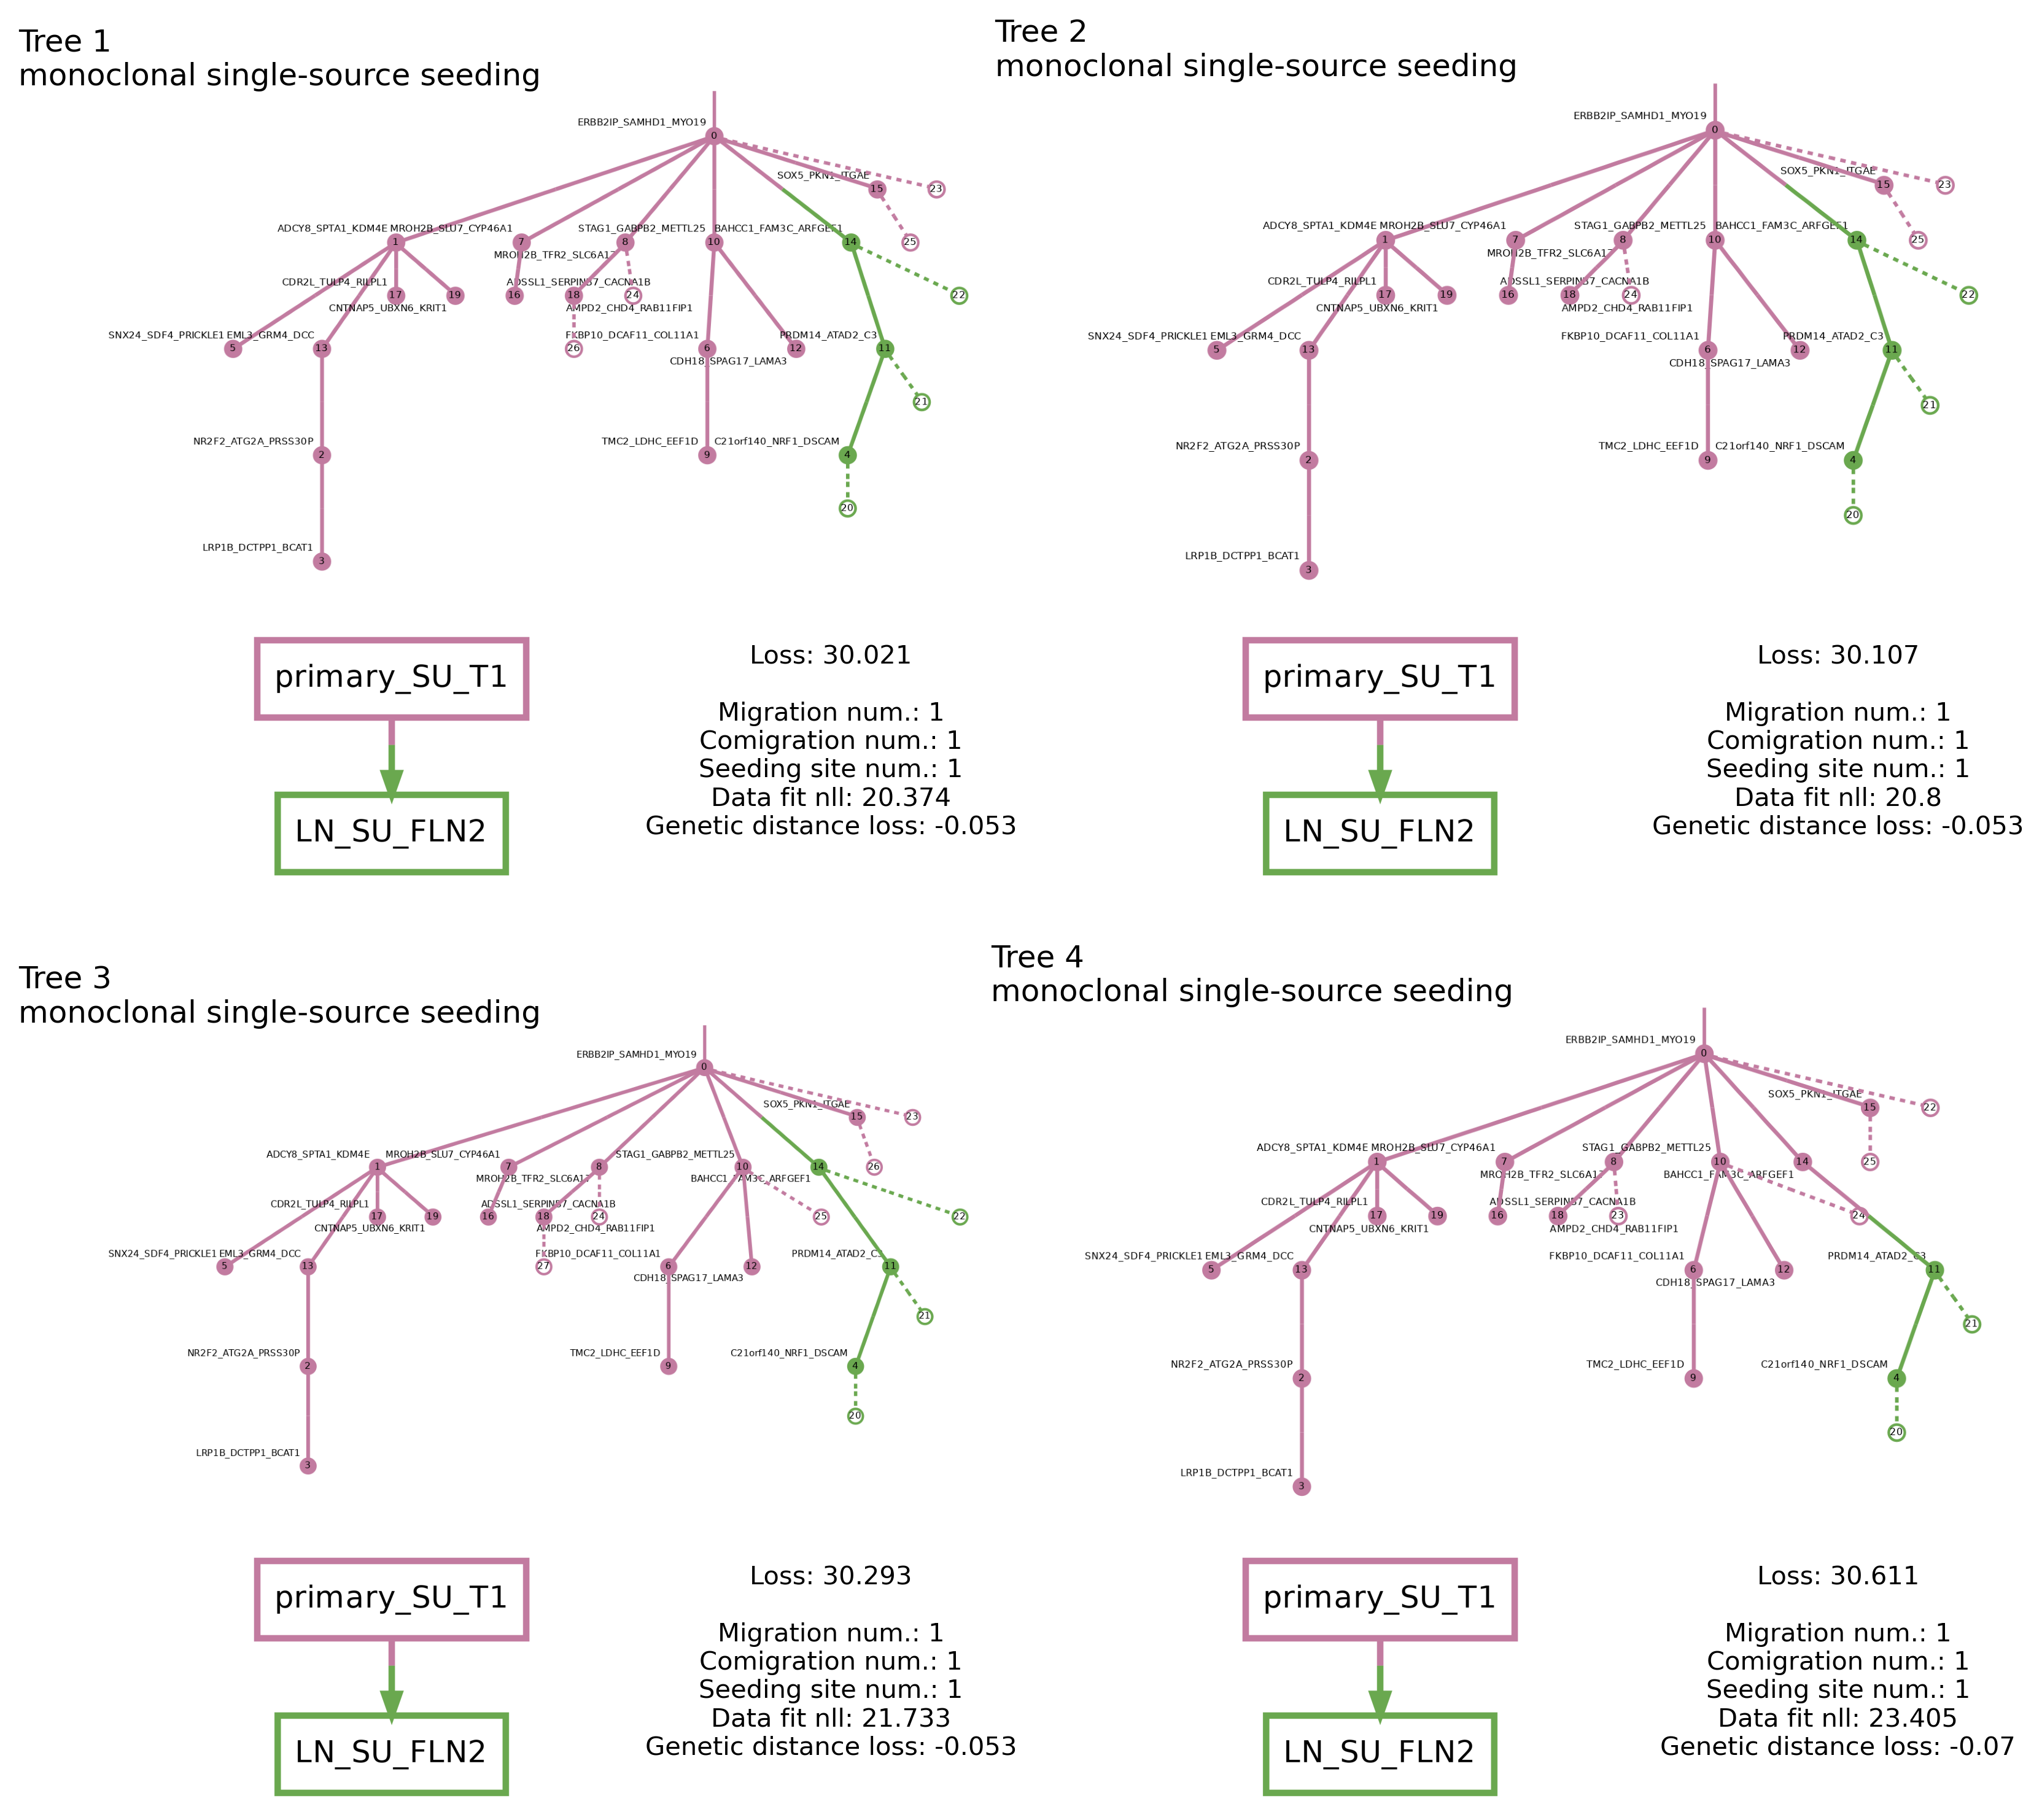 Tree 1
monoclonal single-source seeding
ERBB2IP_SAMHD1_MYO19
0
23
15
25
ADCY8_SPTA1_KDM4E
MROH2B_SLU7_CYP46A1
STAG1_GABPB2_METTL25
1
7
8
10
14
CDR2L_TULP4_RILPL1
17
CNTNAP5_UBXN6_KRIT1
19
16
18
AMPD2_CHD4_RAB11FIP1
24
22
SNX24_SDF4_PRICKLE1
EML3_GRM4_DCC
5
13
26
FKBP10_DCAF11_COL11A1
6
CDH18_SPAG17_LAMA3
12
PRDM14_ATAD2_C3
11
21
NR2F2_ATG2A_PRSS30P
2
TMC2_LDHC_EEF1D
9
C21orf140_NRF1_DSCAM
4
20
LRP1B_DCTPP1_BCAT1
3
primary_SU_T1
LN_SU_FLN2
Loss: 30.021
Migration num.: 1
Comigration num.: 1
Seeding site num.: 1
Data fit nll: 20.374
Genetic distance loss: -0.053
Tree 2
monoclonal single-source seeding
ERBB2IP_SAMHD1_MYO19
0
23
15
25
ADCY8_SPTA1_KDM4E
MROH2B_SLU7_CYP46A1
STAG1_GABPB2_METTL25
1
7
8
10
14
CDR2L_TULP4_RILPL1
17
CNTNAP5_UBXN6_KRIT1
19
16
18
AMPD2_CHD4_RAB11FIP1
24
22
SNX24_SDF4_PRICKLE1
EML3_GRM4_DCC
5
13
FKBP10_DCAF11_COL11A1
6
CDH18_SPAG17_LAMA3
12
PRDM14_ATAD2_C3
11
21
NR2F2_ATG2A_PRSS30P
2
TMC2_LDHC_EEF1D
9
C21orf140_NRF1_DSCAM
4
20
LRP1B_DCTPP1_BCAT1
3
primary_SU_T1
LN_SU_FLN2
Loss: 30.107
Migration num.: 1
Comigration num.: 1
Seeding site num.: 1
Data fit nll: 20.8
Genetic distance loss: -0.053
Tree 3
monoclonal single-source seeding
ERBB2IP_SAMHD1_MYO19
0
23
15
26
ADCY8_SPTA1_KDM4E
MROH2B_SLU7_CYP46A1
STAG1_GABPB2_METTL25
1
7
8
10
14
CDR2L_TULP4_RILPL1
17
CNTNAP5_UBXN6_KRIT1
19
16
18
AMPD2_CHD4_RAB11FIP1
24
25
22
SNX24_SDF4_PRICKLE1
EML3_GRM4_DCC
5
13
27
FKBP10_DCAF11_COL11A1
6
CDH18_SPAG17_LAMA3
12
PRDM14_ATAD2_C3
11
21
NR2F2_ATG2A_PRSS30P
2
TMC2_LDHC_EEF1D
9
C21orf140_NRF1_DSCAM
4
20
LRP1B_DCTPP1_BCAT1
3
primary_SU_T1
LN_SU_FLN2
Loss: 30.293
Migration num.: 1
Comigration num.: 1
Seeding site num.: 1
Data fit nll: 21.733
Genetic distance loss: -0.053
Tree 4
monoclonal single-source seeding
ERBB2IP_SAMHD1_MYO19
0
22
15
25
ADCY8_SPTA1_KDM4E
MROH2B_SLU7_CYP46A1
STAG1_GABPB2_METTL25
1
7
8
10
BAHCC1_FAM3C_ARFGEF1
14
CDR2L_TULP4_RILPL1
17
CNTNAP5_UBXN6_KRIT1
19
16
18
AMPD2_CHD4_RAB11FIP1
23
24
SNX24_SDF4_PRICKLE1
EML3_GRM4_DCC
5
13
FKBP10_DCAF11_COL11A1
6
CDH18_SPAG17_LAMA3
12
PRDM14_ATAD2_C3
11
21
NR2F2_ATG2A_PRSS30P
2
TMC2_LDHC_EEF1D
9
C21orf140_NRF1_DSCAM
4
20
LRP1B_DCTPP1_BCAT1
3
primary_SU_T1
LN_SU_FLN2
Loss: 30.611
Migration num.: 1
Comigration num.: 1
Seeding site num.: 1
Data fit nll: 23.405
Genetic distance loss: -0.07